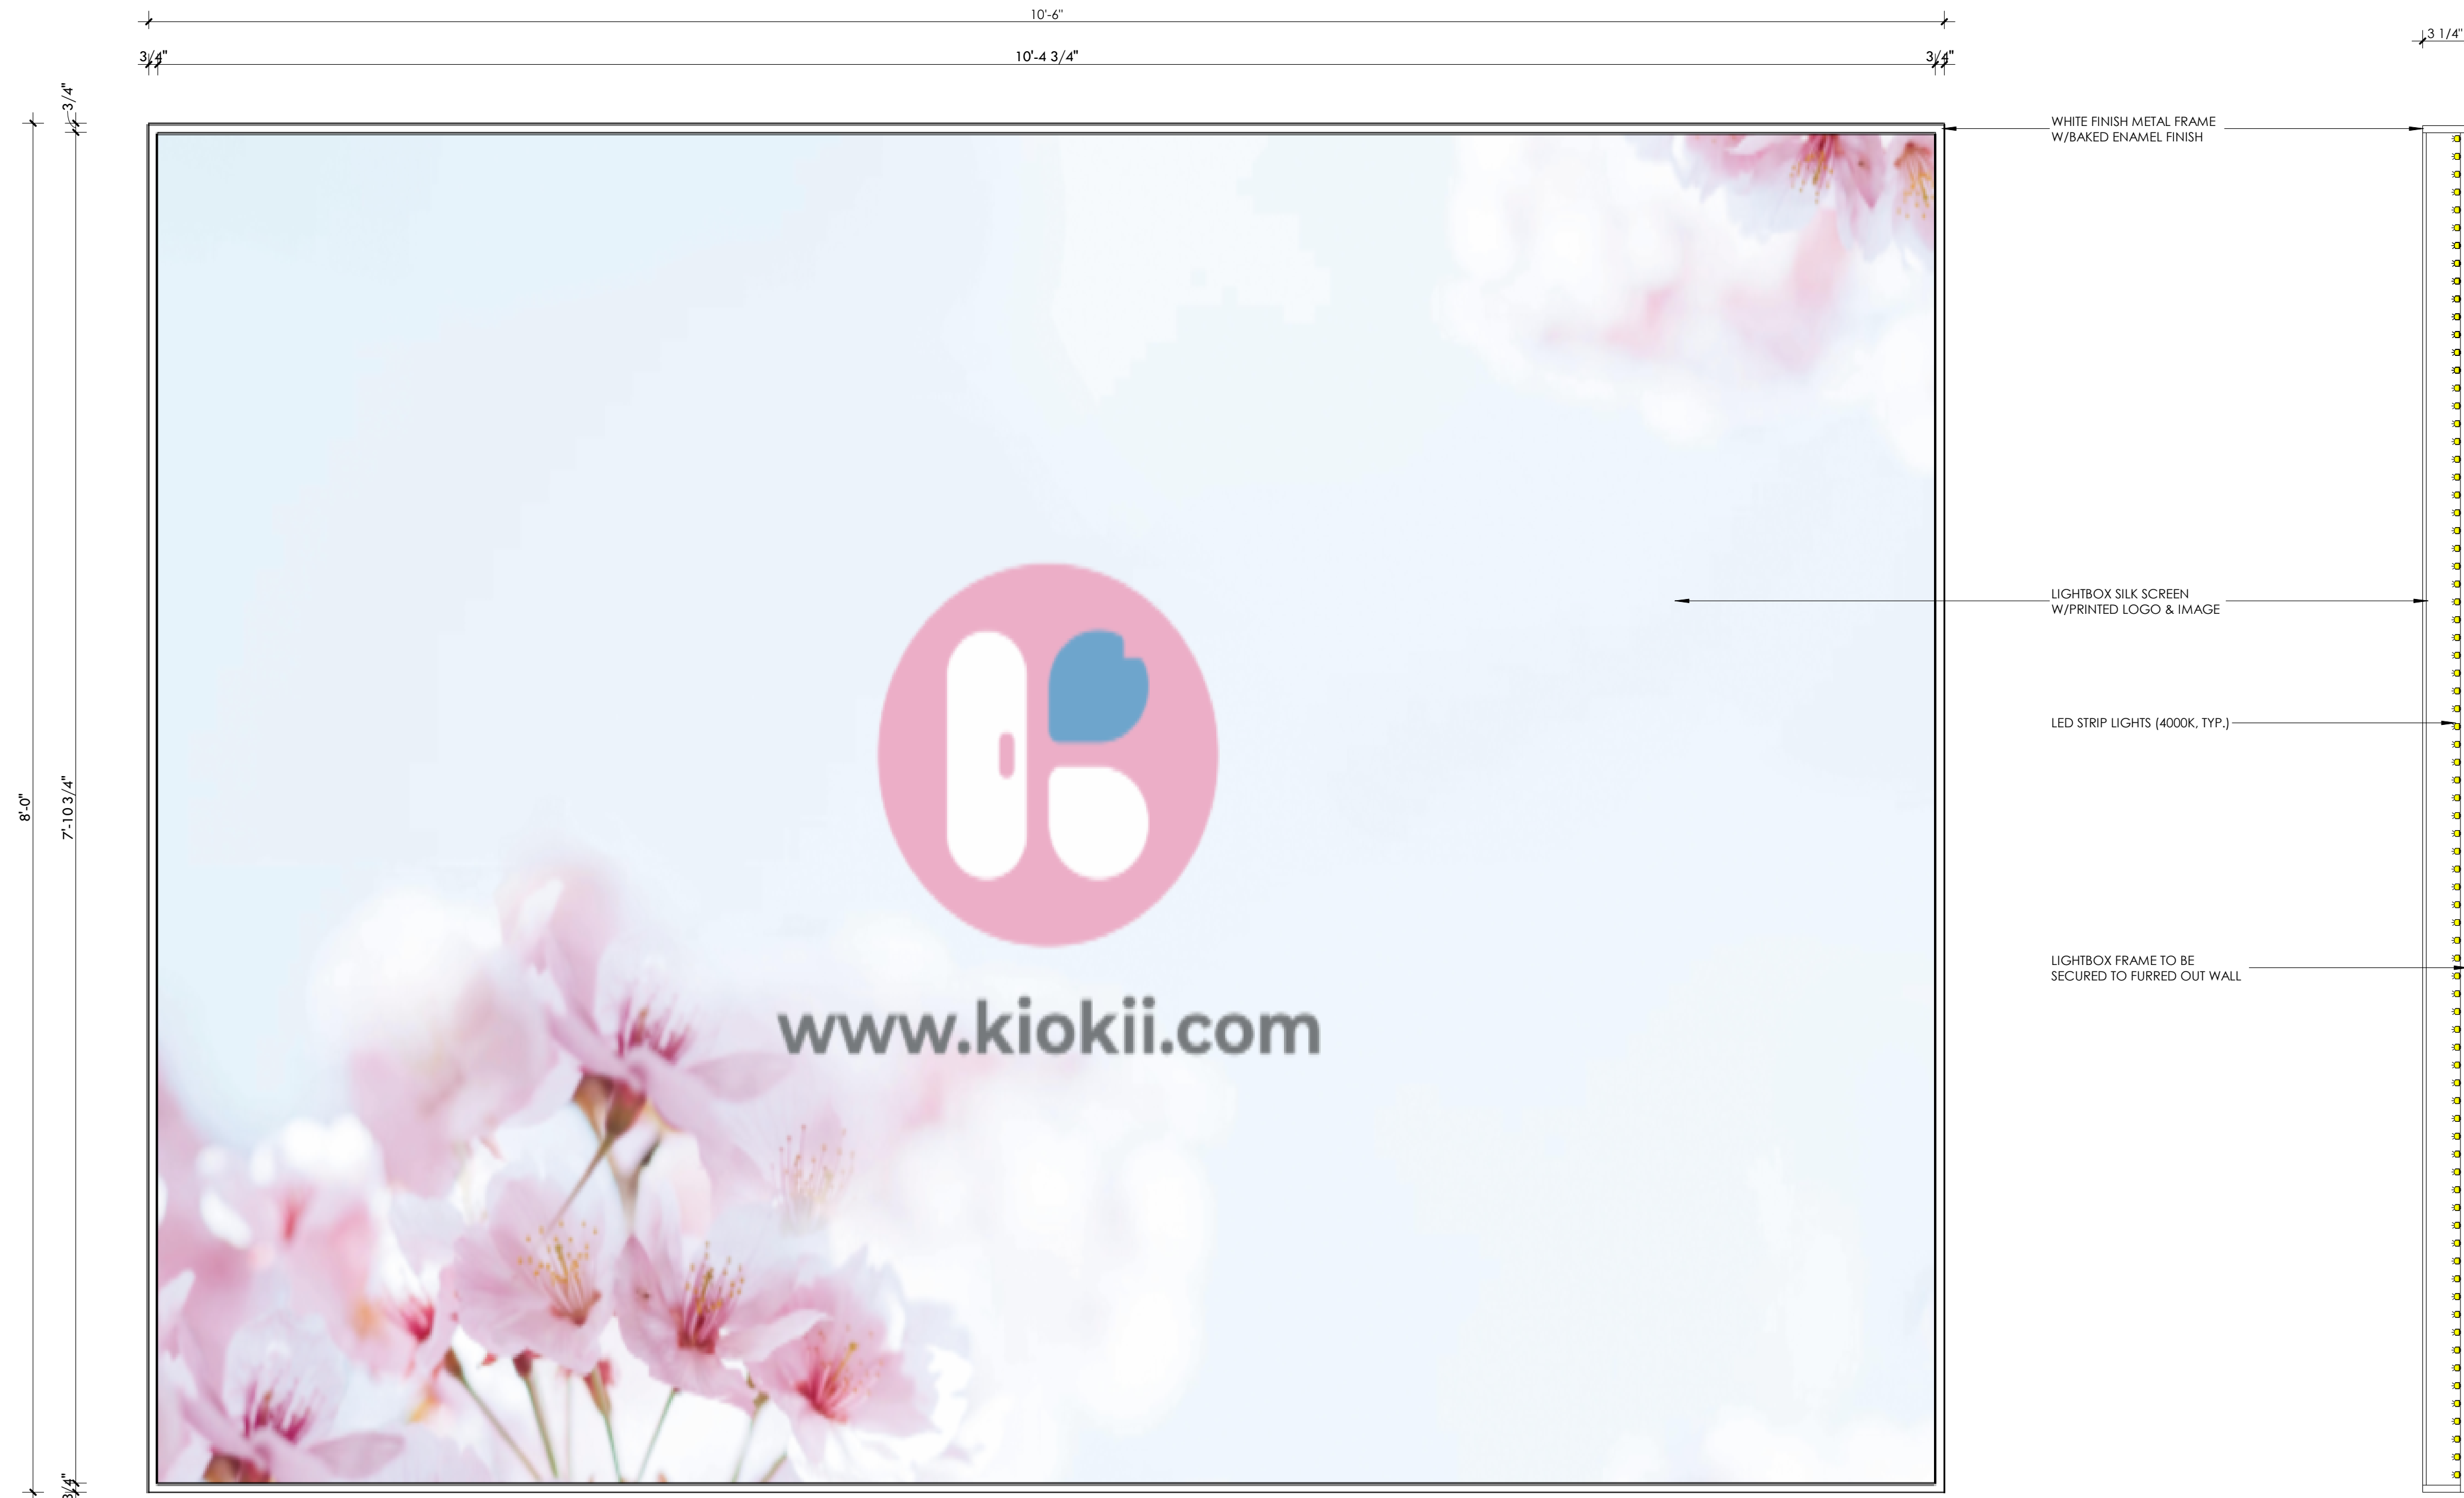 10'-6"
3 1/4"
3/4"
10'-4 3/4"
3/4"
3/4"
WHITE FINISH METAL FRAME
W/BAKED ENAMEL FINISH
LIGHTBOX SILK SCREEN
W/PRINTED LOGO & IMAGE
LED STRIP LIGHTS (4000K, TYP.)
8'-0"
7'-10 3/4"
LIGHTBOX FRAME TO BE
SECURED TO FURRED OUT WALL
www.kiokii.com
3/4"